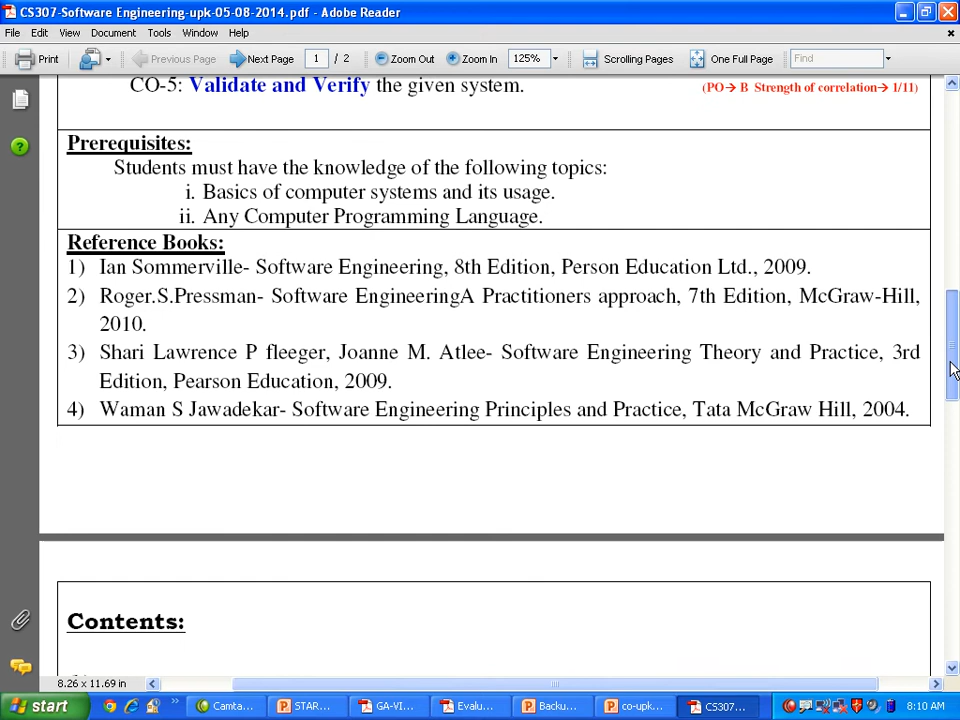 CS307-Software Engineering-upk-05-08-2014.pdf - Adobe Reader
File Edit View Document Tools Window Help
Print Previous Page Next Page 1 / 2 Zoom Out Zoom In 125% Scrolling Pages One Full Page Find
CO-5: Validate and Verify the given system. (PO→ B Strength of correlation→ 1/11)
Prerequisites:
Students must have the knowledge of the following topics:
i. Basics of computer systems and its usage.
ii. Any Computer Programming Language.
Reference Books:
1) Ian Sommerville- Software Engineering, 8th Edition, Person Education Ltd., 2009.
2) Roger.S.Pressman- Software EngineeringA Practitioners approach, 7th Edition, McGraw-Hill,
2010.
3) Shari Lawrence P fleeger, Joanne M. Atlee- Software Engineering Theory and Practice, 3rd
Edition, Pearson Education, 2009.
4) Waman S Jawadekar- Software Engineering Principles and Practice, Tata McGraw Hill, 2004.
Contents:
8.26 x 11.69 in
start Camta... STAR... GA-VI... Evalu... Backu... co-upk... CS307... 8:10 AM